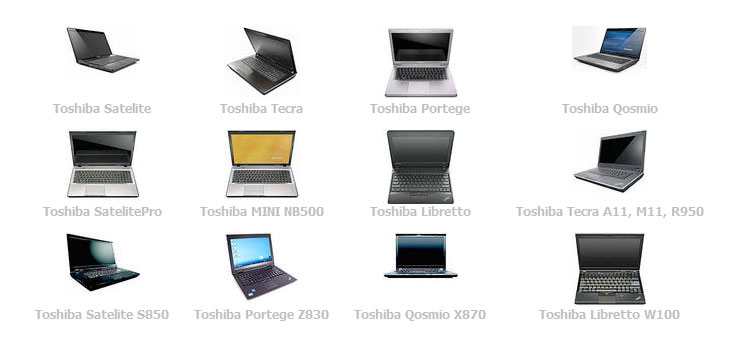 Toshiba Satelite
Toshiba Tecra
Toshiba Portege
Toshiba Qosmio
Toshiba SatelitePro
Toshiba MINI NB500
Toshiba Libretto
Toshiba Tecra A11, M11, R950
Toshiba Satelite S850
Toshiba Portege Z830
Toshiba Qosmio X870
Toshiba Libretto W100